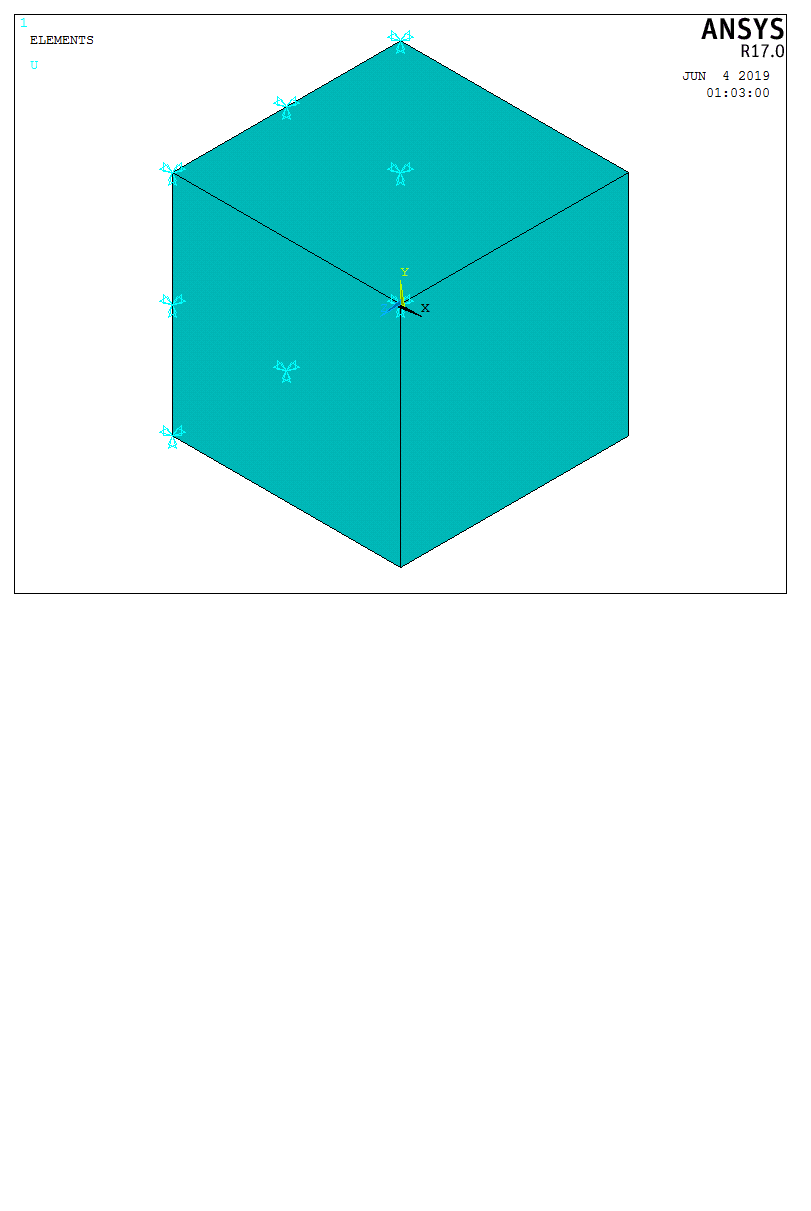 1
ELEMENTS
U
ANSYS
R17.0
JUN  4 2019
01:03:00
Y
X